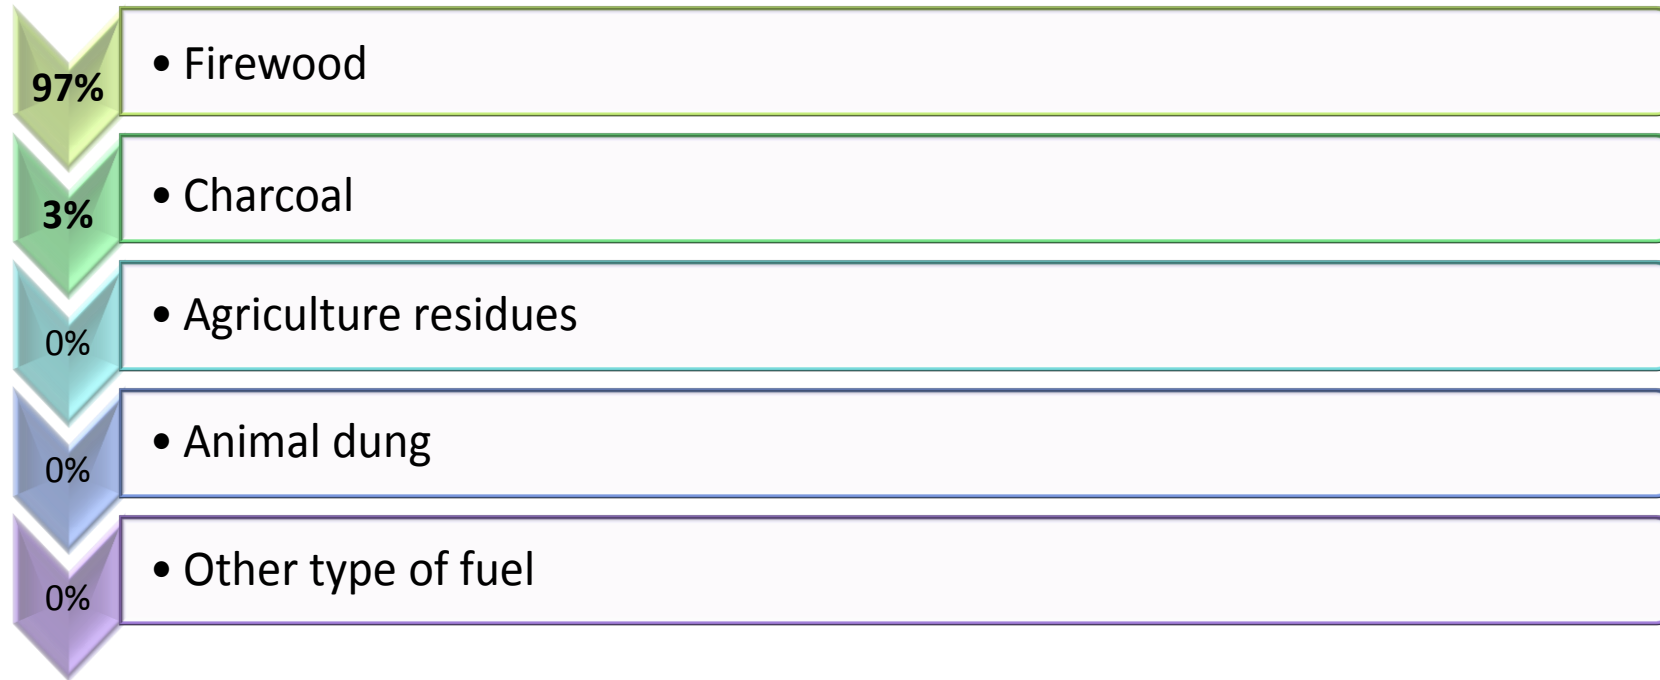 97%
• Firewood
3%
• Charcoal
0%
• Agriculture residues
0%
• Animal dung
0%
• Other type of fuel